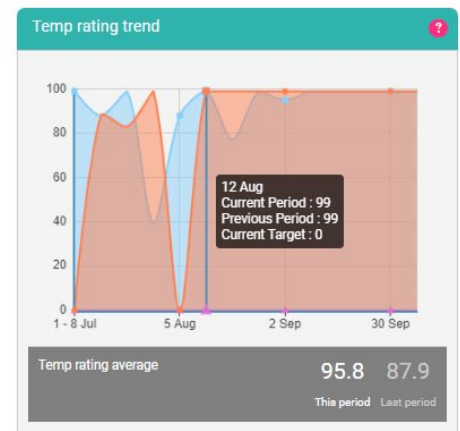 Temp rating trend
?
100
80
60
40
20
0
12 Aug
Current Period : 99
Previous Period : 99
Current Target : 0
1 - 8 Jul 5 Aug 2 Sep 30 Sep
Temp rating average 95.8 87.9
This period Last period